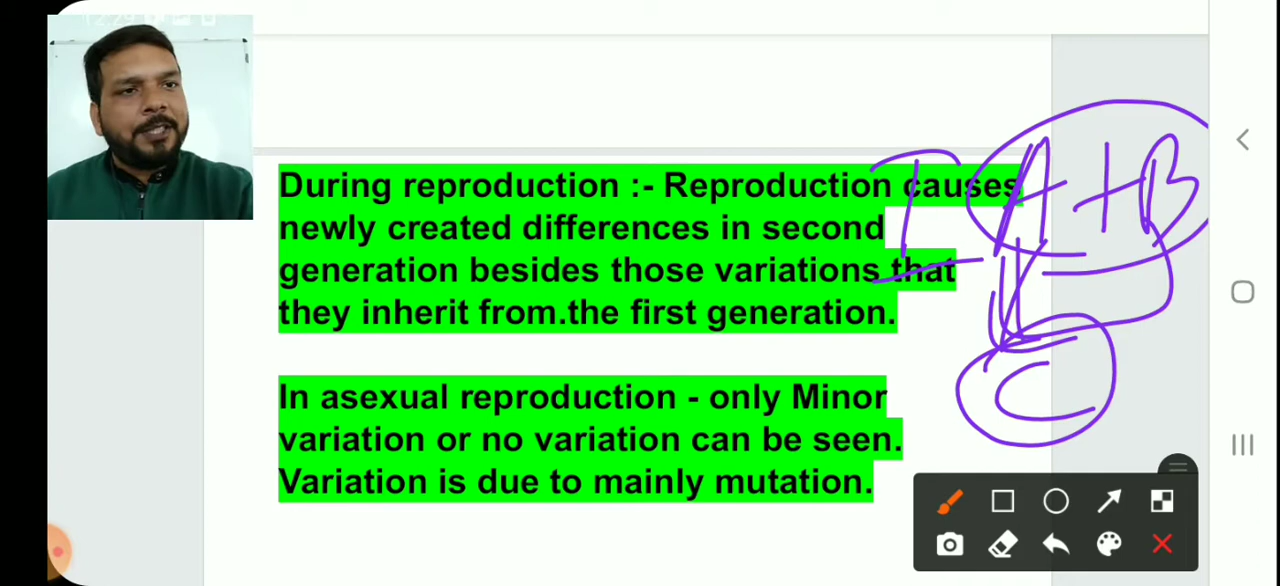 12:29
During reproduction :- Reproduction causes
newly created differences in second
generation besides those variations that
they inherit from.the first generation.
In asexual reproduction - only Minor
variation or no variation can be seen.
Variation is due to mainly mutation.
I A + B
C